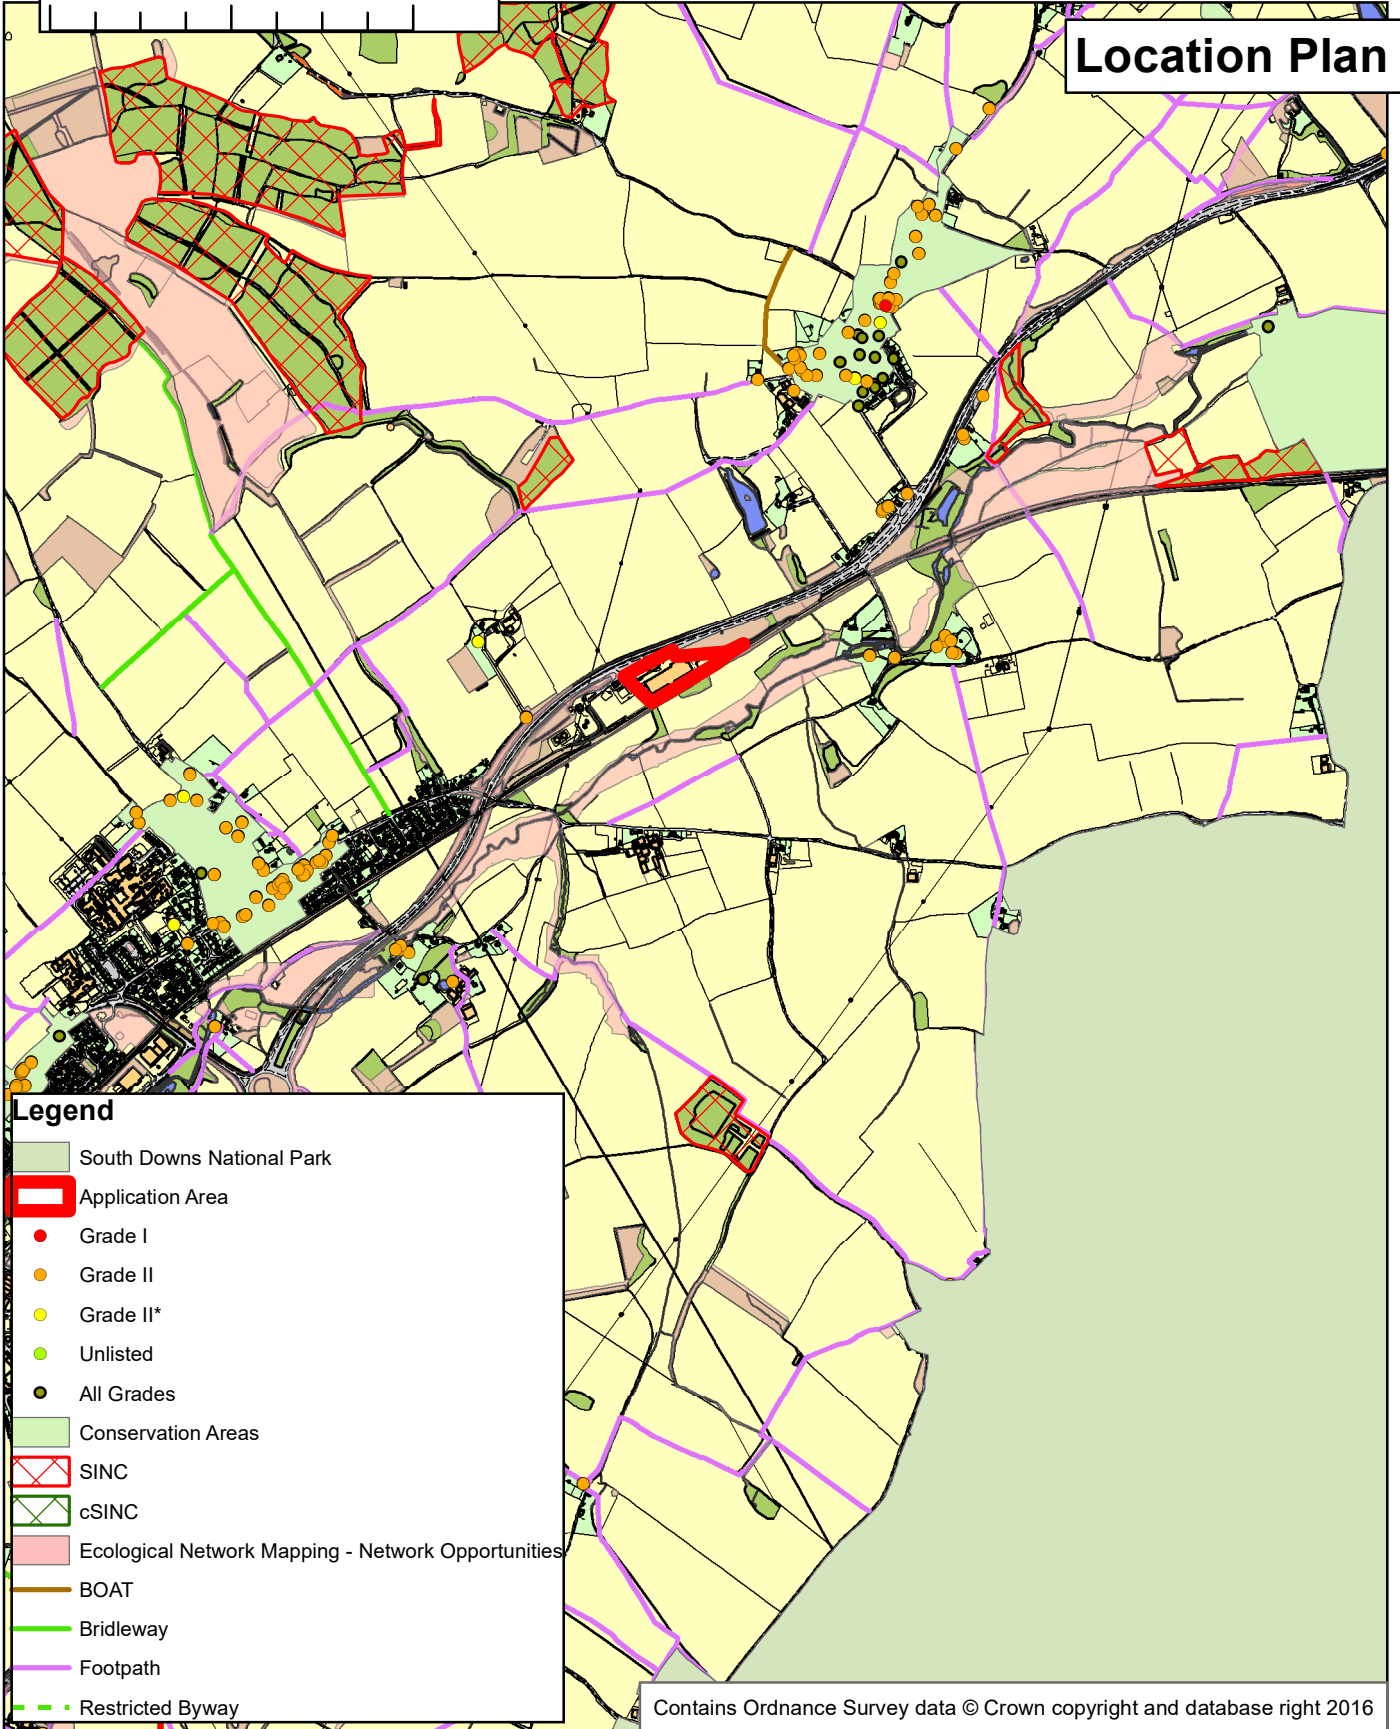 Location Plan
Legend
South Downs National Park
Application Area
Grade I
Grade II
Grade II*
Unlisted
All Grades
Conservation Areas
SINC
cSINC
Ecological Network Mapping - Network Opportunities
BOAT
Bridleway
Footpath
Restricted Byway
Contains Ordnance Survey data © Crown copyright and database right 2016